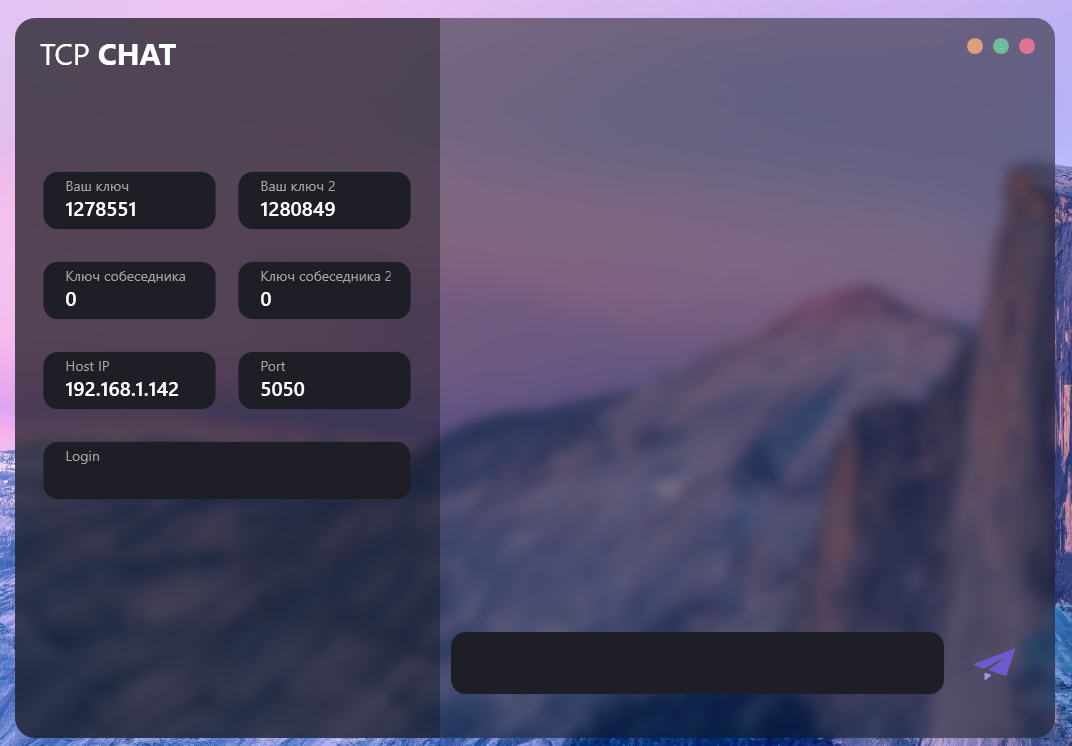 TCP CHAT
Ваш ключ
1278551
Ваш ключ 2
1280849
Ключ собеседника
0
Ключ собеседника 2
0
Host IP
192.168.1.142
Port
5050
Login